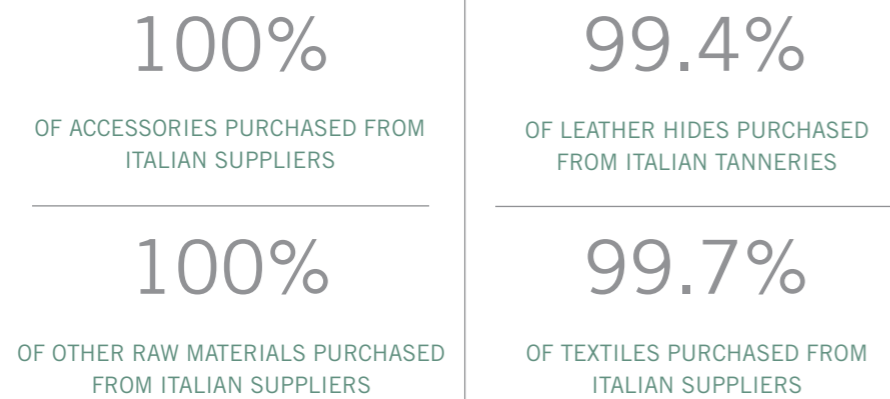 100%
OF ACCESSORIES PURCHASED FROM
ITALIAN SUPPLIERS
99.4%
OF LEATHER HIDES PURCHASED
FROM ITALIAN TANNERIES
100%
OF OTHER RAW MATERIALS PURCHASED
FROM ITALIAN SUPPLIERS
99.7%
OF TEXTILES PURCHASED FROM
ITALIAN SUPPLIERS